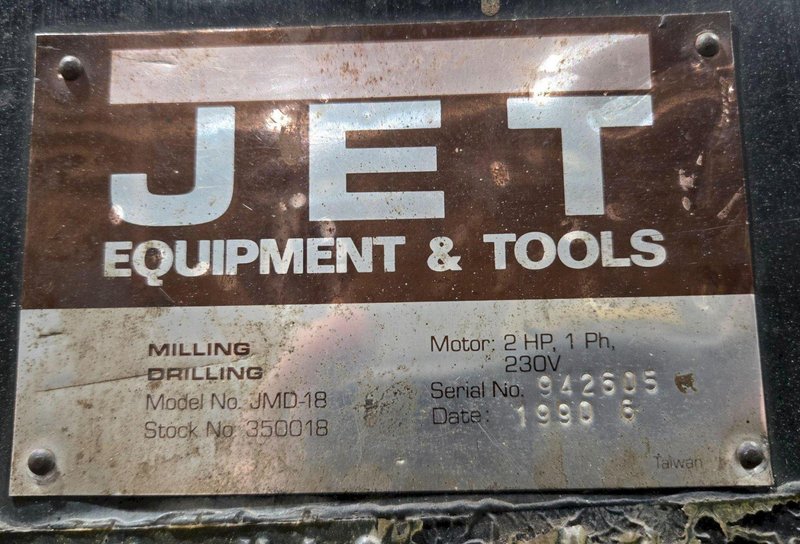 JET
EQUIPMENT & TOOLS
MILLING
DRILLING
Model No. JMD-18
Stock No. 350018
Motor: 2 HP, 1 Ph,
230V
Serial No. 942605
Date: 1990 6
Taiwan